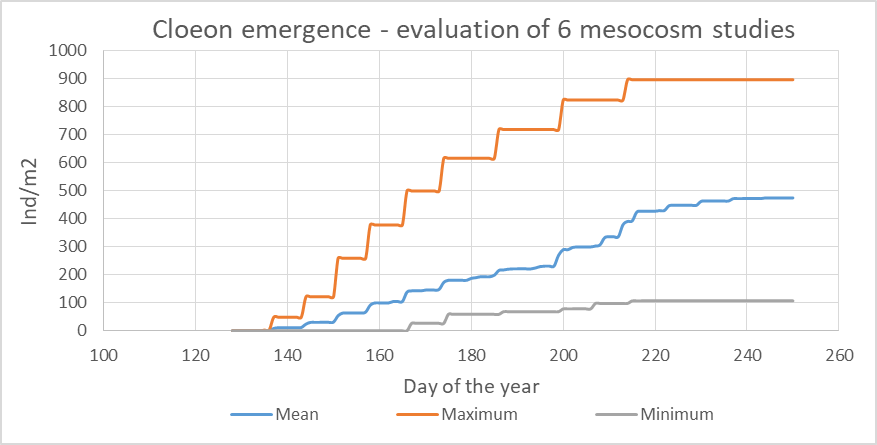 Cloeon emergence - evaluation of 6 mesocosm studies
1000
900
800
700
600
500
400
300
200
100
0
Ind/m2
100 120 140 160 180 200 220 240 260
Day of the year
Mean Maximum Minimum